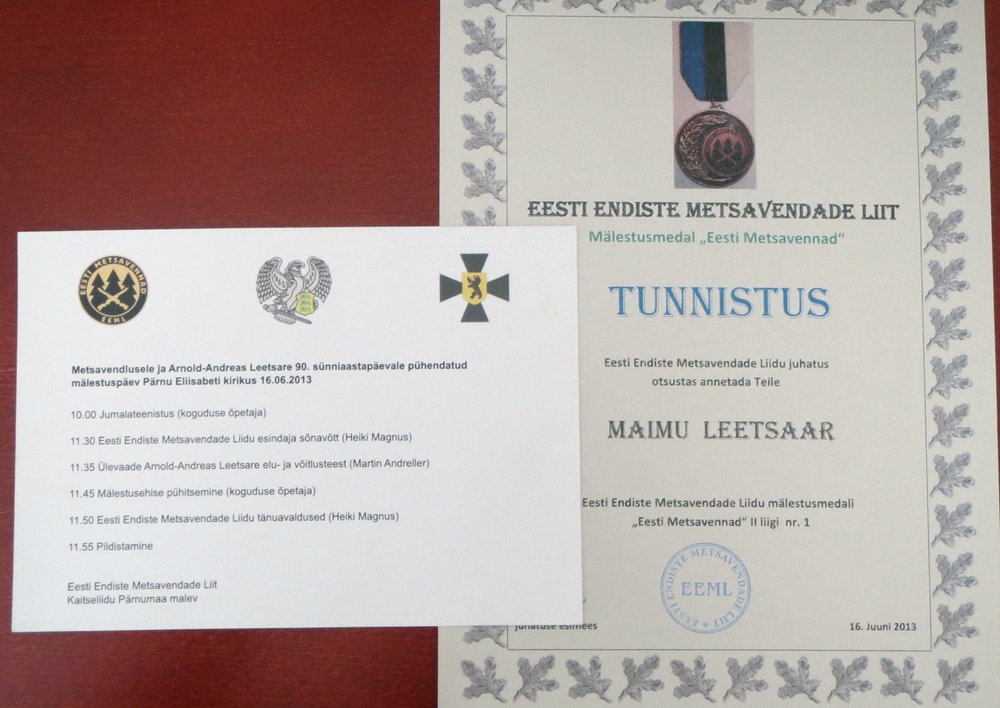 EESTI METSAVENNAD
EEML
Metsavendlusele ja Arnold-Andreas Leetsare 90. sünniaastapäevale pühendatud
mälestuspäev Pärnu Eliisabeti kirikus 16.06.2013
10.00 Jumalateenistus (koguduse õpetaja)
11.30 Eesti Endiste Metsavendade Liidu esindaja sõnavõtt (Heiki Magnus)
11.35 Ülevaade Arnold-Andreas Leetsare elu- ja võitlusteest (Martin Andreller)
11.45 Mälestusehise pühitsemine (koguduse õpetaja)
11.50 Eesti Endiste Metsavendade Liidu tänuavaldused (Heiki Magnus)
11.55 Pildistamine
Eesti Endiste Metsavendade Liit
Kaitseliidu Pärnumaa malev
EESTI ENDISTE METSAVENDADE LIIT
Mälestusmedal „Eesti Metsavennad“
TUNNISTUS
Eesti Endiste Metsavendade Liidu juhatus
otsustas annetada Teile
MAIMU LEETSAAR
Eesti Endiste Metsavendade Liidu mälestusmedali
„Eesti Metsavennad“ II liigi nr. 1
EESTI ENDISTE METSAVENDADE LIIT
EEML
juhatuse esimees
16. Juuni 2013